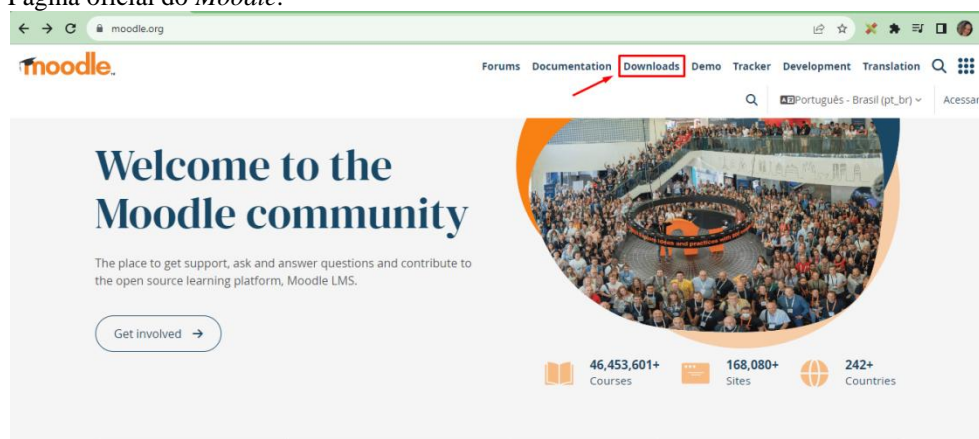 Página oficial do Moodle.
moodle.org
moodle
Forums Documentation Downloads Demo Tracker Development Translation
Português - Brasil (pt_br) Acessar
Welcome to the
Moodle community
The place to get support, ask and answer questions and contribute to
the open source learning platform, Moodle LMS.
Get involved →
46,453,601+ 168,080+ 242+
Courses Sites Countries